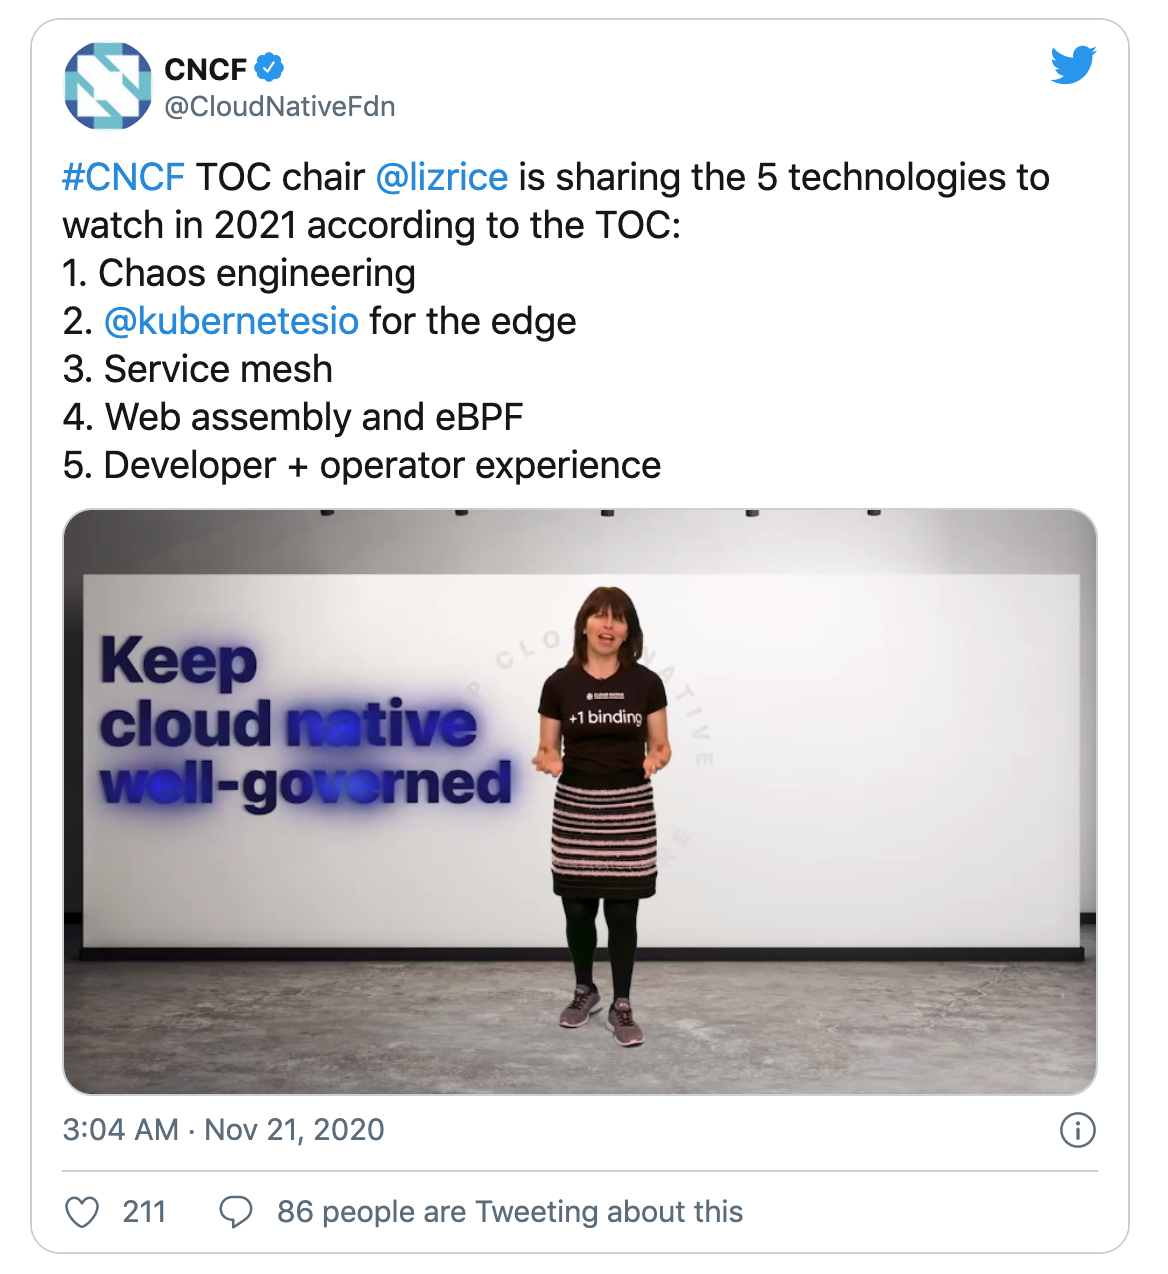 CNCF
@CloudNativeFdn
#CNCF TOC chair @lizrice is sharing the 5 technologies to
watch in 2021 according to the TOC:
1. Chaos engineering
2. @kubernetesio for the edge
3. Service mesh
4. Web assembly and eBPF
5. Developer + operator experience
Keep
cloud native
well-governed
CLOUD NATIVE
+1 binding
3:04 AM · Nov 21, 2020
211
86 people are Tweeting about this